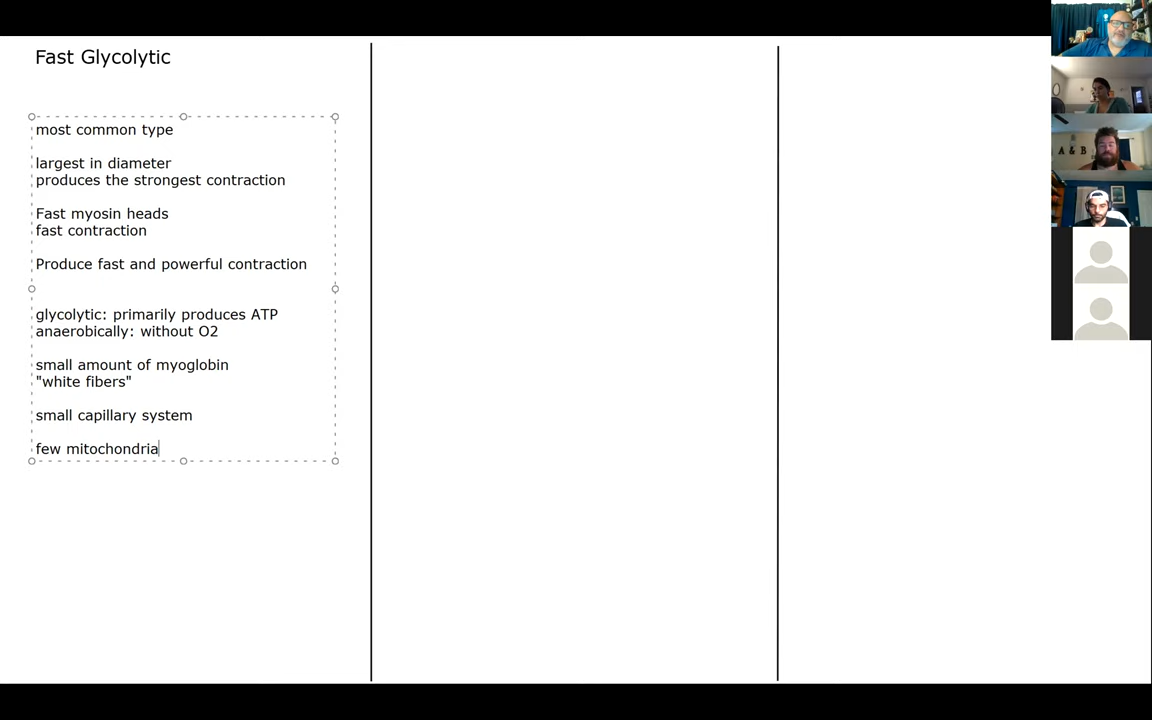 Fast Glycolytic
most common type
largest in diameter
produces the strongest contraction
Fast myosin heads
fast contraction
Produce fast and powerful contraction
glycolytic: primarily produces ATP
anaerobically: without O2
small amount of myoglobin
"white fibers"
small capillary system
few mitochondria
A & B